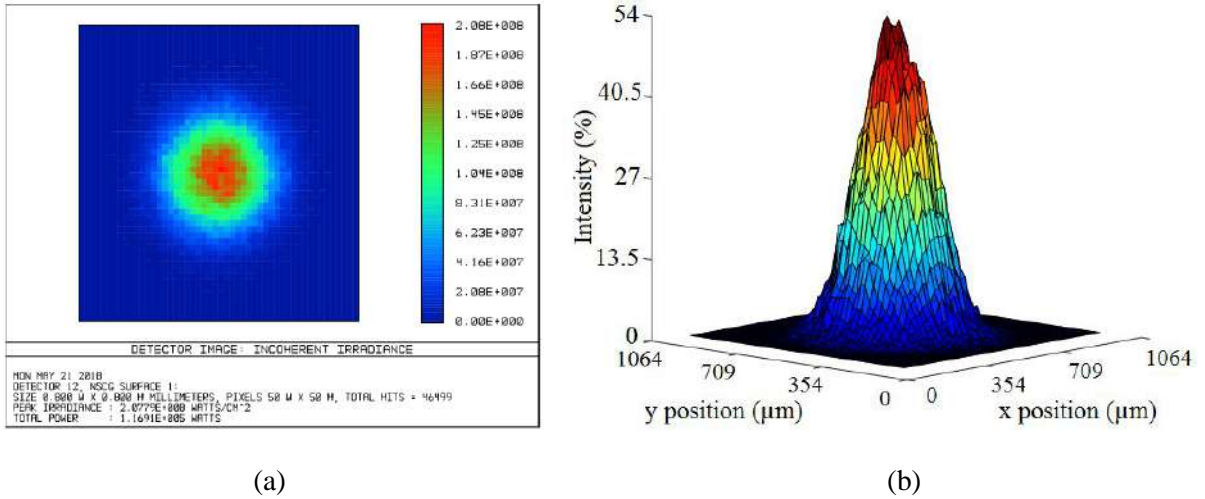 2.08E+008
1.87E+008
1.66E+008
1.45E+008
1.25E+008
1.04E+008
8.31E+007
6.23E+007
4.16E+007
2.08E+007
0.00E+000
DETECTOR IMAGE: INCOHERENT IRRADIANCE
MON MAY 21 2018
DETECTOR 12, NSCG SURFACE 1:
SIZE 0.800 W X 0.800 H MILLIMETERS, PIXELS 50 W X 50 H, TOTAL HITS = 46499
PEAK IRRADIANCE : 2.0779E+008 WATTS/CM^2
TOTAL POWER : 1.1691E+005 WATTS
(a)
54
40.5
27
13.5
0
Intensity (%)
1064
709
354
0
y position (µm)
0
354
709
1064
x position (µm)
(b)